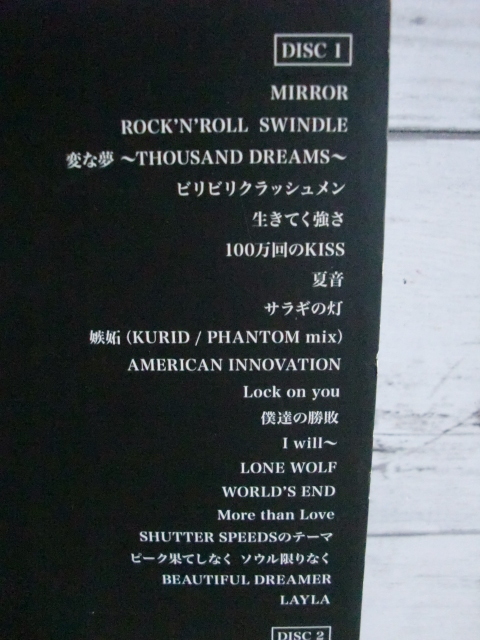 DISC 1
MIRROR
ROCK'N'ROLL SWINDLE
変な夢 〜THOUSAND DREAMS〜
ビリビリクラッシュメン
生きてく強さ
100万回のKISS
夏音
サラギの灯
嫉妬 (KURID / PHANTOM mix)
AMERICAN INNOVATION
Lock on you
僕達の勝敗
I will〜
LONE WOLF
WORLD'S END
More than Love
SHUTTER SPEEDSのテーマ
ピーク果てしなく ソウル限りなく
BEAUTIFUL DREAMER
LAYLA
DISC 2